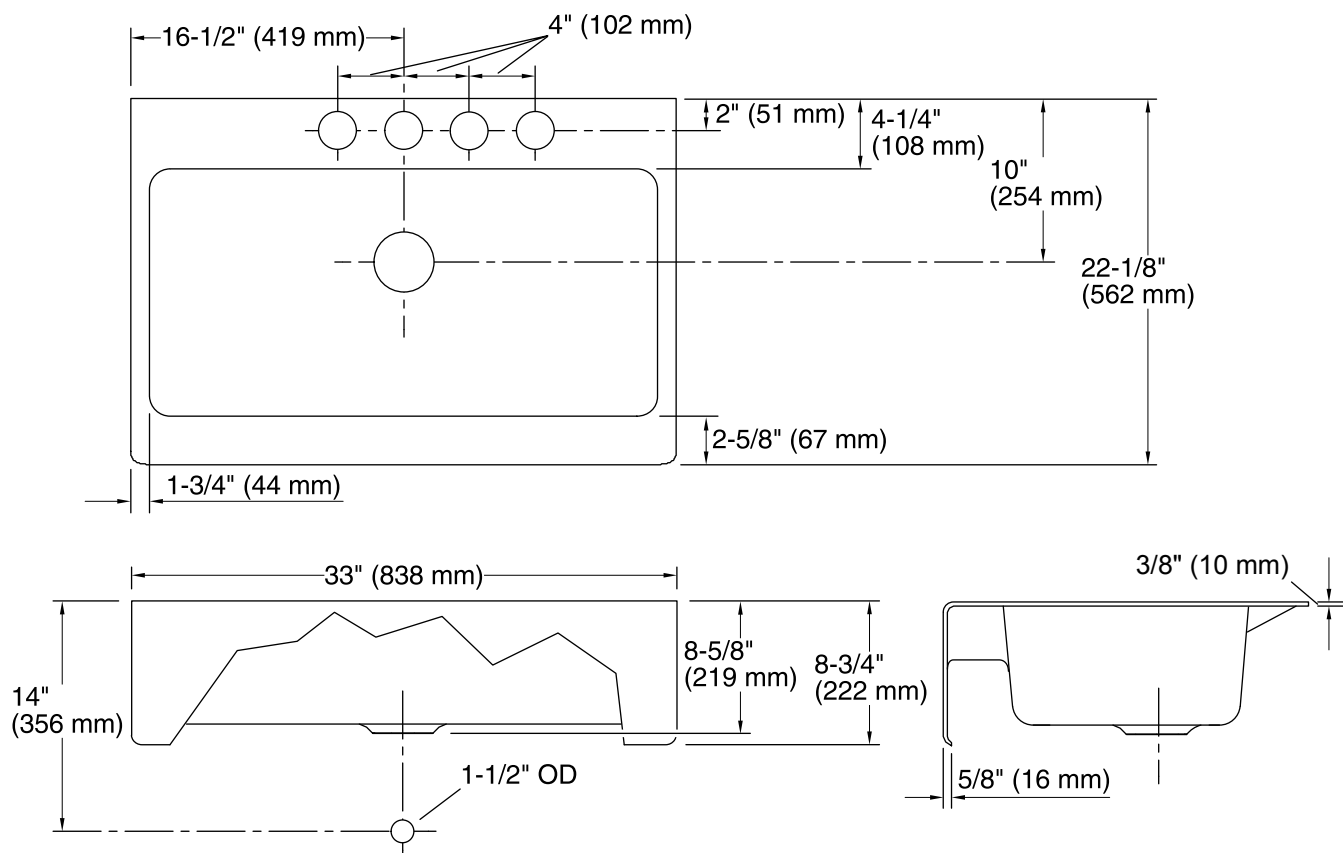 16-1/2" (419 mm)
4" (102 mm)
2" (51 mm)
4-1/4"
(108 mm)
10"
(254 mm)
22-1/8"
(562 mm)
2-5/8" (67 mm)
1-3/4" (44 mm)
33" (838 mm)
3/8" (10 mm)
8-5/8"
(219 mm)
8-3/4"
(222 mm)
14"
(356 mm)
1-1/2" OD
5/8" (16 mm)